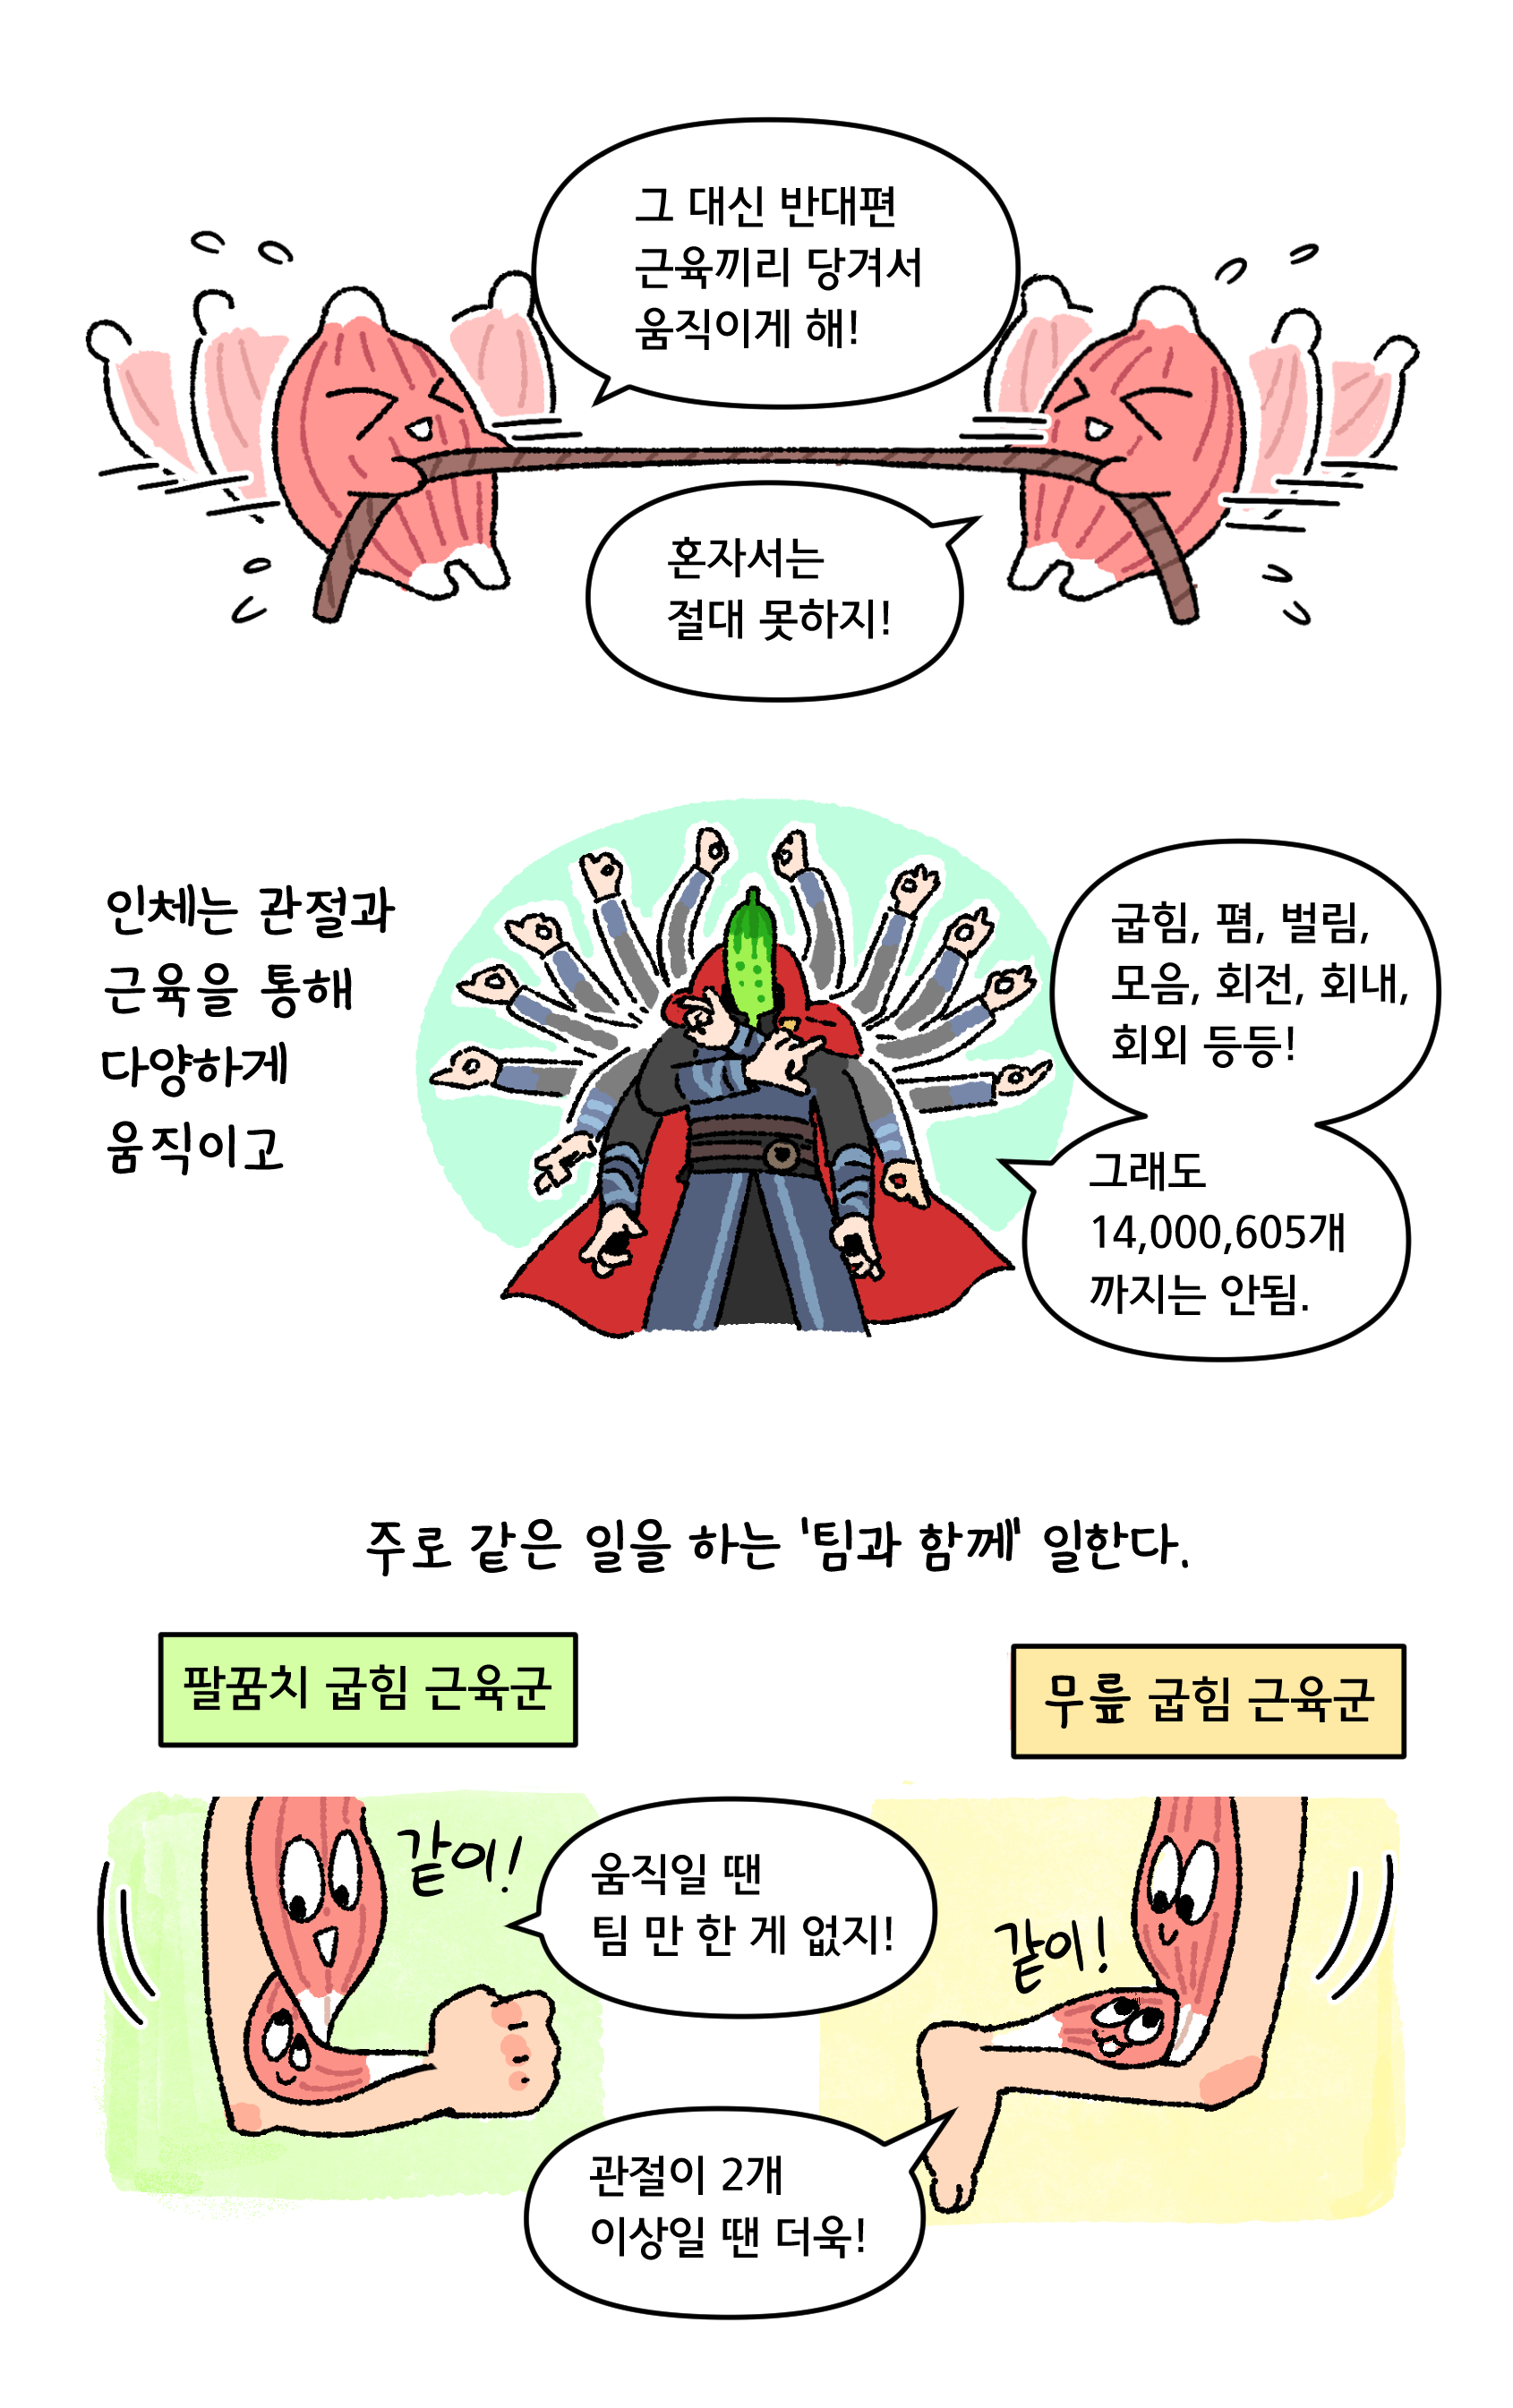 그 대신 반대편
근육끼리 당겨서
움직이게 해!
혼자서는
절대 못하지!
인체는 관절과
근육을 통해
다양하게
움직이고
굽힘, 폄, 벌림,
모음, 회전, 회내,
회외 등등!
그래도
14,000,605개
까지는 안됨.
주로 같은 일을 하는 '팀과 함께' 일한다.
팔꿈치 굽힘 근육군
무릎 굽힘 근육군
같이!
움직일 땐
팀 만 한 게 없지!
같이!
관절이 2개
이상일 땐 더욱!